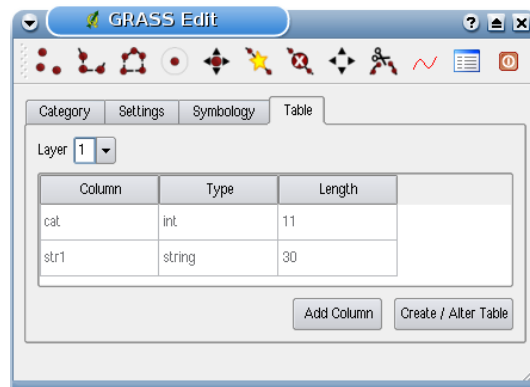 GRASS Edit
Category Settings Symbology Table
Layer 1
Column Type Length
cat int 11
str1 string 30
Add Column Create / Alter Table